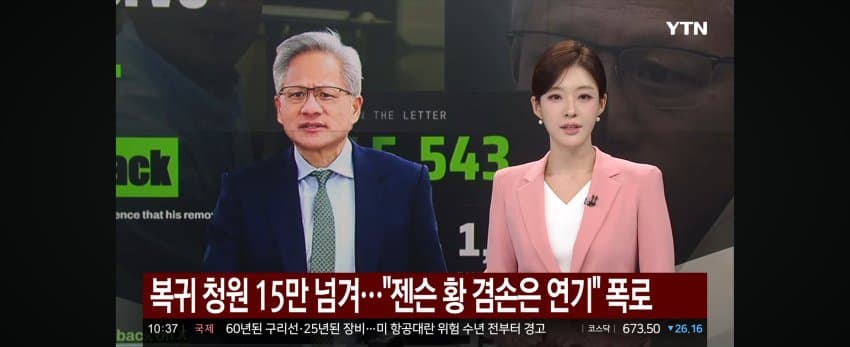 YTN
THE LETTER
543
ack
ence that his remo
1,
복귀 청원 15만 넘겨…"젠슨 황 겸손은 연기" 폭로
10:37 국제 60년된 구리선·25년된 장비…미 항공대란 위험 수년 전부터 경고 코스닥 673.50 ▼26.16